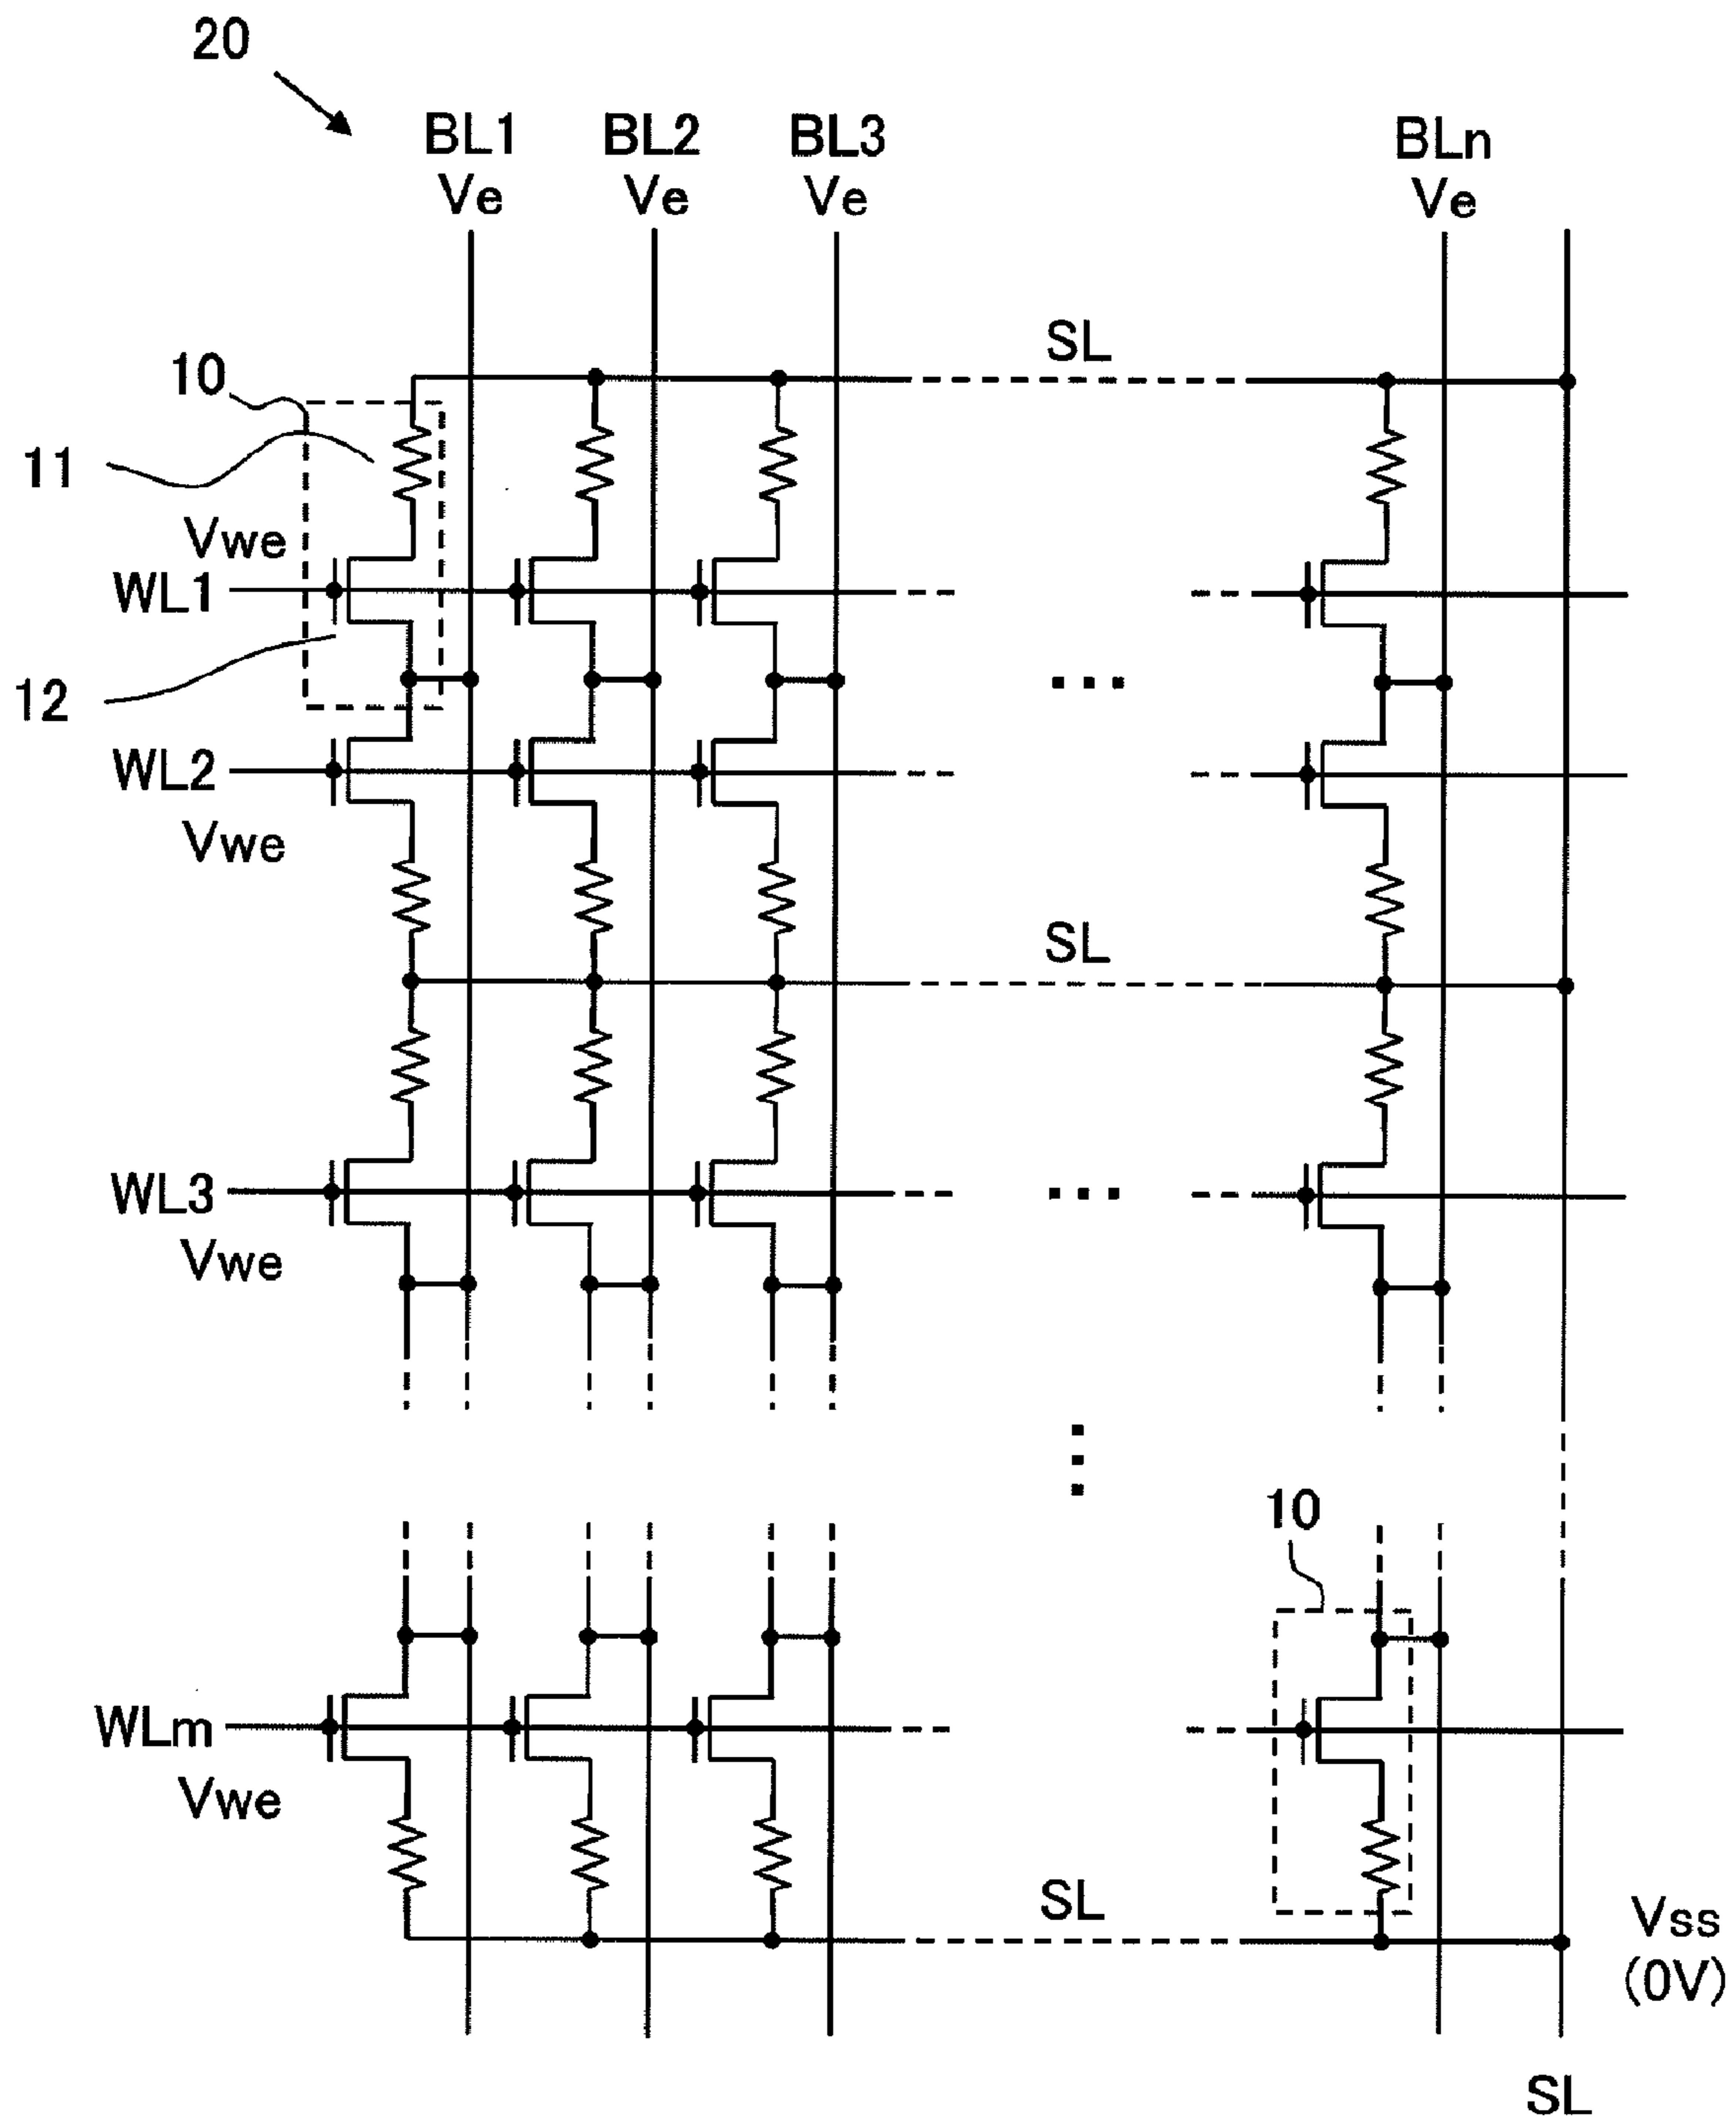 20
BL1 BL2 BL3 BLn
Ve Ve Ve Ve
SL
10
11
Vwe
WL1
12
WL2
Vwe
SL
WL3
Vwe
10
WLm
Vwe
SL
Vss
(0V)
SL